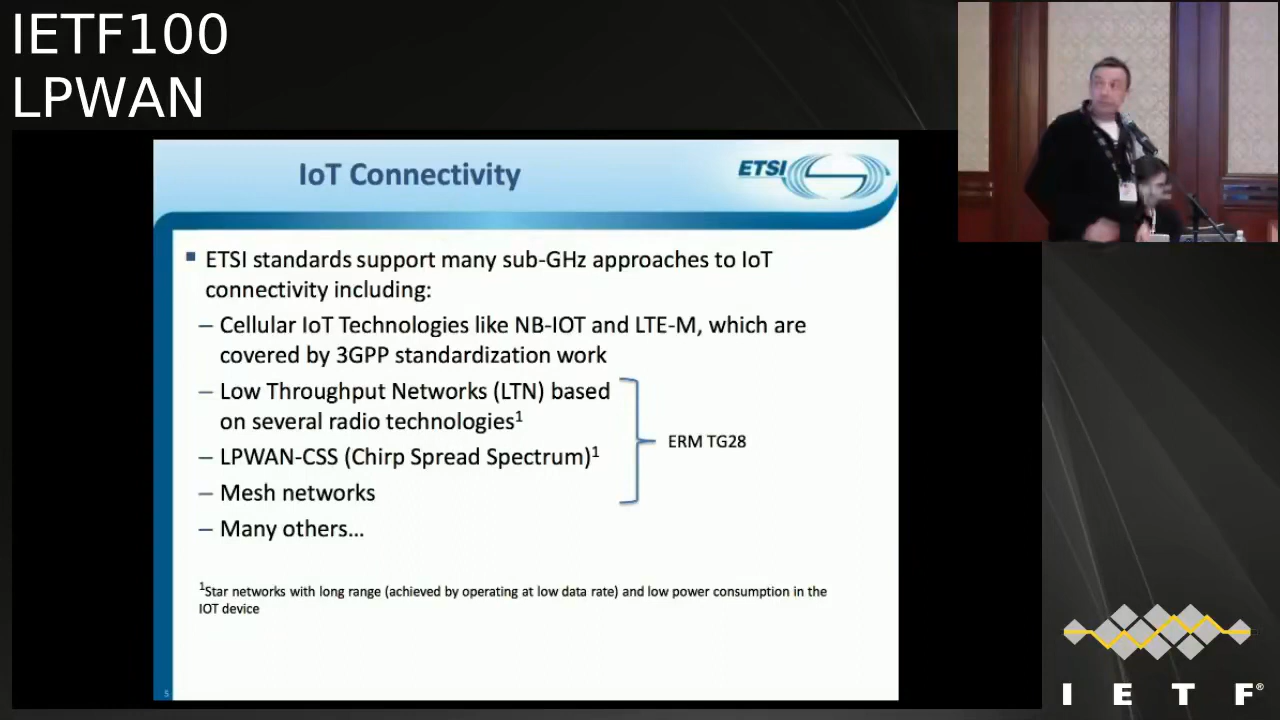 IETF100
LPWAN
IoT Connectivity
ETSI
▪ ETSI standards support many sub-GHz approaches to IoT
connectivity including:
– Cellular IoT Technologies like NB-IOT and LTE-M, which are
covered by 3GPP standardization work
– Low Throughput Networks (LTN) based
on several radio technologies¹
– LPWAN-CSS (Chirp Spread Spectrum)¹
– Mesh networks
– Many others...
ERM TG28
¹Star networks with long range (achieved by operating at low data rate) and low power consumption in the
IOT device
5
I E T F®